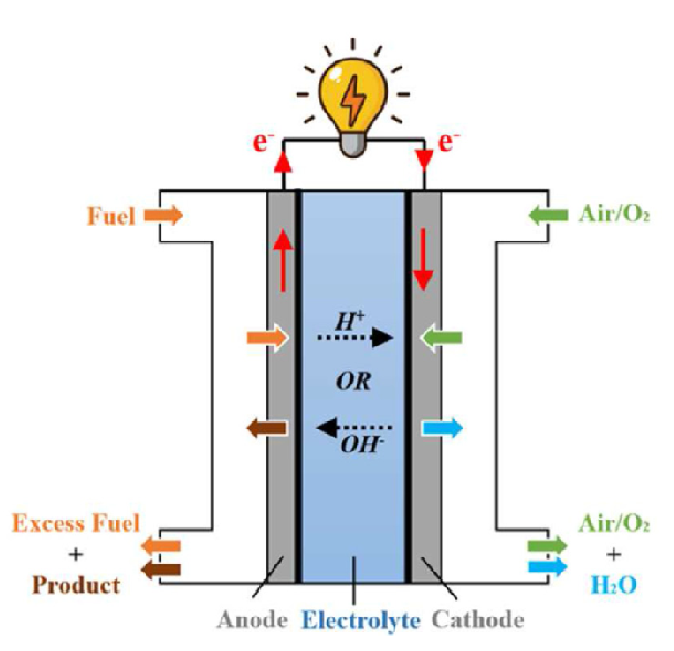 e⁻ e⁻
Fuel Air/O₂
H⁺
OR
OH⁻
Excess Fuel
+
Product
Air/O₂
+
H₂O
Anode Electrolyte Cathode